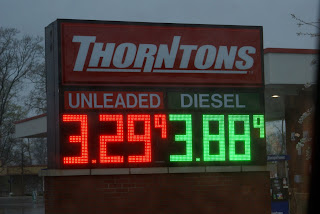 THORNTONS
UNLEADED DIESEL
3.29⁹ 3.88⁹